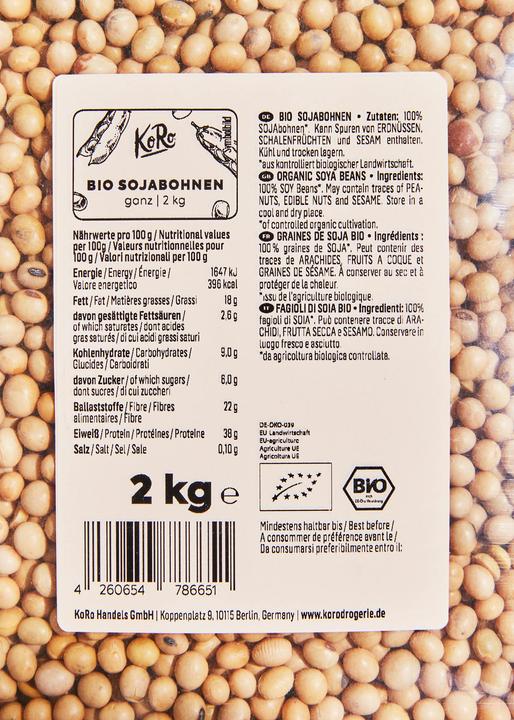 KoRo
Symbolbild
BIO SOJABOHNEN
ganz | 2 kg
Nährwerte pro 100 g / Nutritional values
per 100g / Valeurs nutritionnelles pour
100 g / Valori nutrizionali per 100 g
Energie / Energy / Énergie / 1647 kJ
Valore energetico 396 kcal
Fett / Fat / Matières grasses / Grassi 18 g
davon gesättigte Fettsäuren / 2,6 g
of which saturates / dont acides
gras saturés / di cui acidi grassi saturi
Kohlenhydrate / Carbohydrates / 9,0 g
Glucides / Carboidrati
davon Zucker / of which sugars / 6,0 g
dont sucres / di cui zuccheri
Ballaststoffe / Fibre / Fibres 22 g
alimentaires / Fibre
Eiweiß / Protein / Protéines / Proteine 38 g
Salz / Salt / Sel / Sale 0,10 g
2 kg e
4 260654 786651
DE BIO SOJABOHNEN • Zutaten: 100%
SOJAbohnen*. Kann Spuren von ERDNÜSSEN,
SCHALENFRÜCHTEN und SESAM enthalten.
Kühl und trocken lagern.
*aus kontrolliert biologischer Landwirtschaft.
GB ORGANIC SOYA BEANS • Ingredients:
100% SOY Beans*. May contain traces of PEA-
NUTS, EDIBLE NUTS and SESAME. Store in a
cool and dry place.
*of controlled organic cultivation.
FR GRAINES DE SOJA BIO • Ingrédients :
100% graines de SOJA*. Peut contenir des
traces de ARACHIDES, FRUITS A COQUE et
GRAINES DE SÉSAME. À conserver au sec et à
protéger de la chaleur.
*issu de l'agriculture biologique.
IT FAGIOLI DI SOIA BIO • Ingredienti: 100%
fagioli di SOIA*. Può contenere tracce di ARA-
CHIDI, FRUTTA SECCA e SESAMO. Conservare in
luogo fresco e asciutto.
*da agricoltura biologica controllata.
DE-ÖKO-039
EU Landwirtschaft
EU-agriculture
Agriculture UE
Agricoltura UE
Bio
nach
EG-Öko-Verordnung
Mindestens haltbar bis / Best before /
A consommer de préférence avant le /
Da consumarsi preferibilmente entro il:
KoRo Handels GmbH | Koppenplatz 9, 10115 Berlin, Germany | www.korodrogerie.de